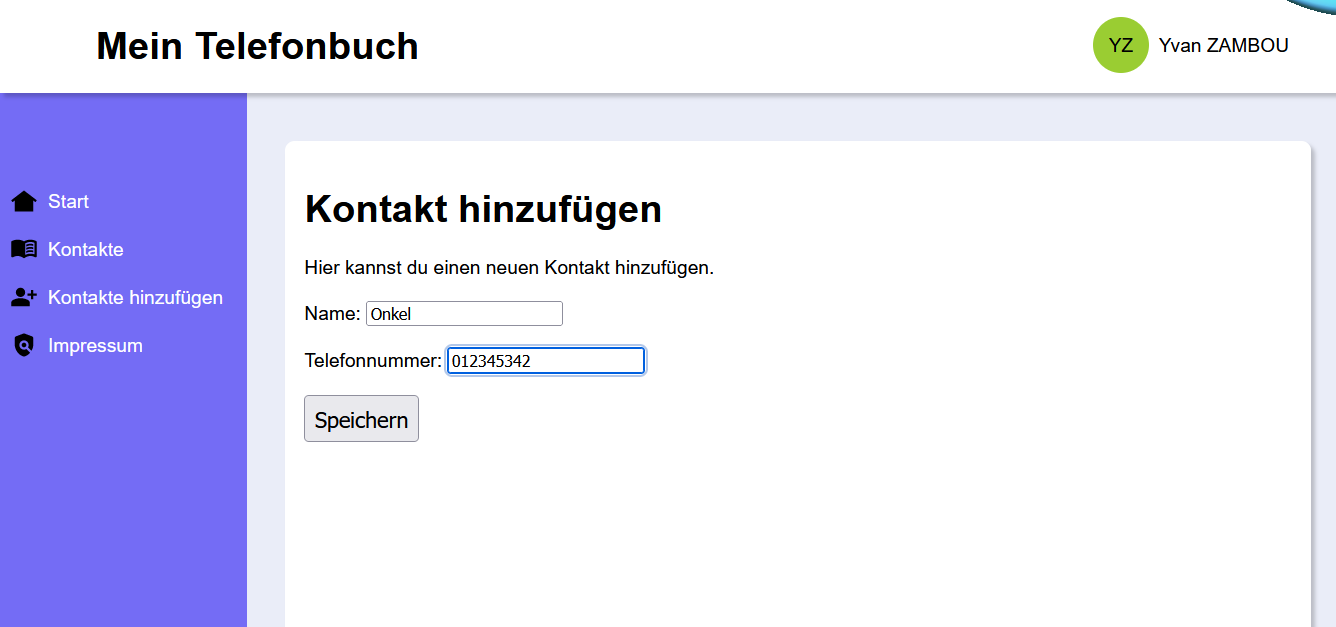 Mein Telefonbuch
YZ Yvan ZAMBOU
Start
Kontakte
Kontakte hinzufügen
Impressum
Kontakt hinzufügen
Hier kannst du einen neuen Kontakt hinzufügen.
Name: Onkel
Telefonnummer: 012345342
Speichern